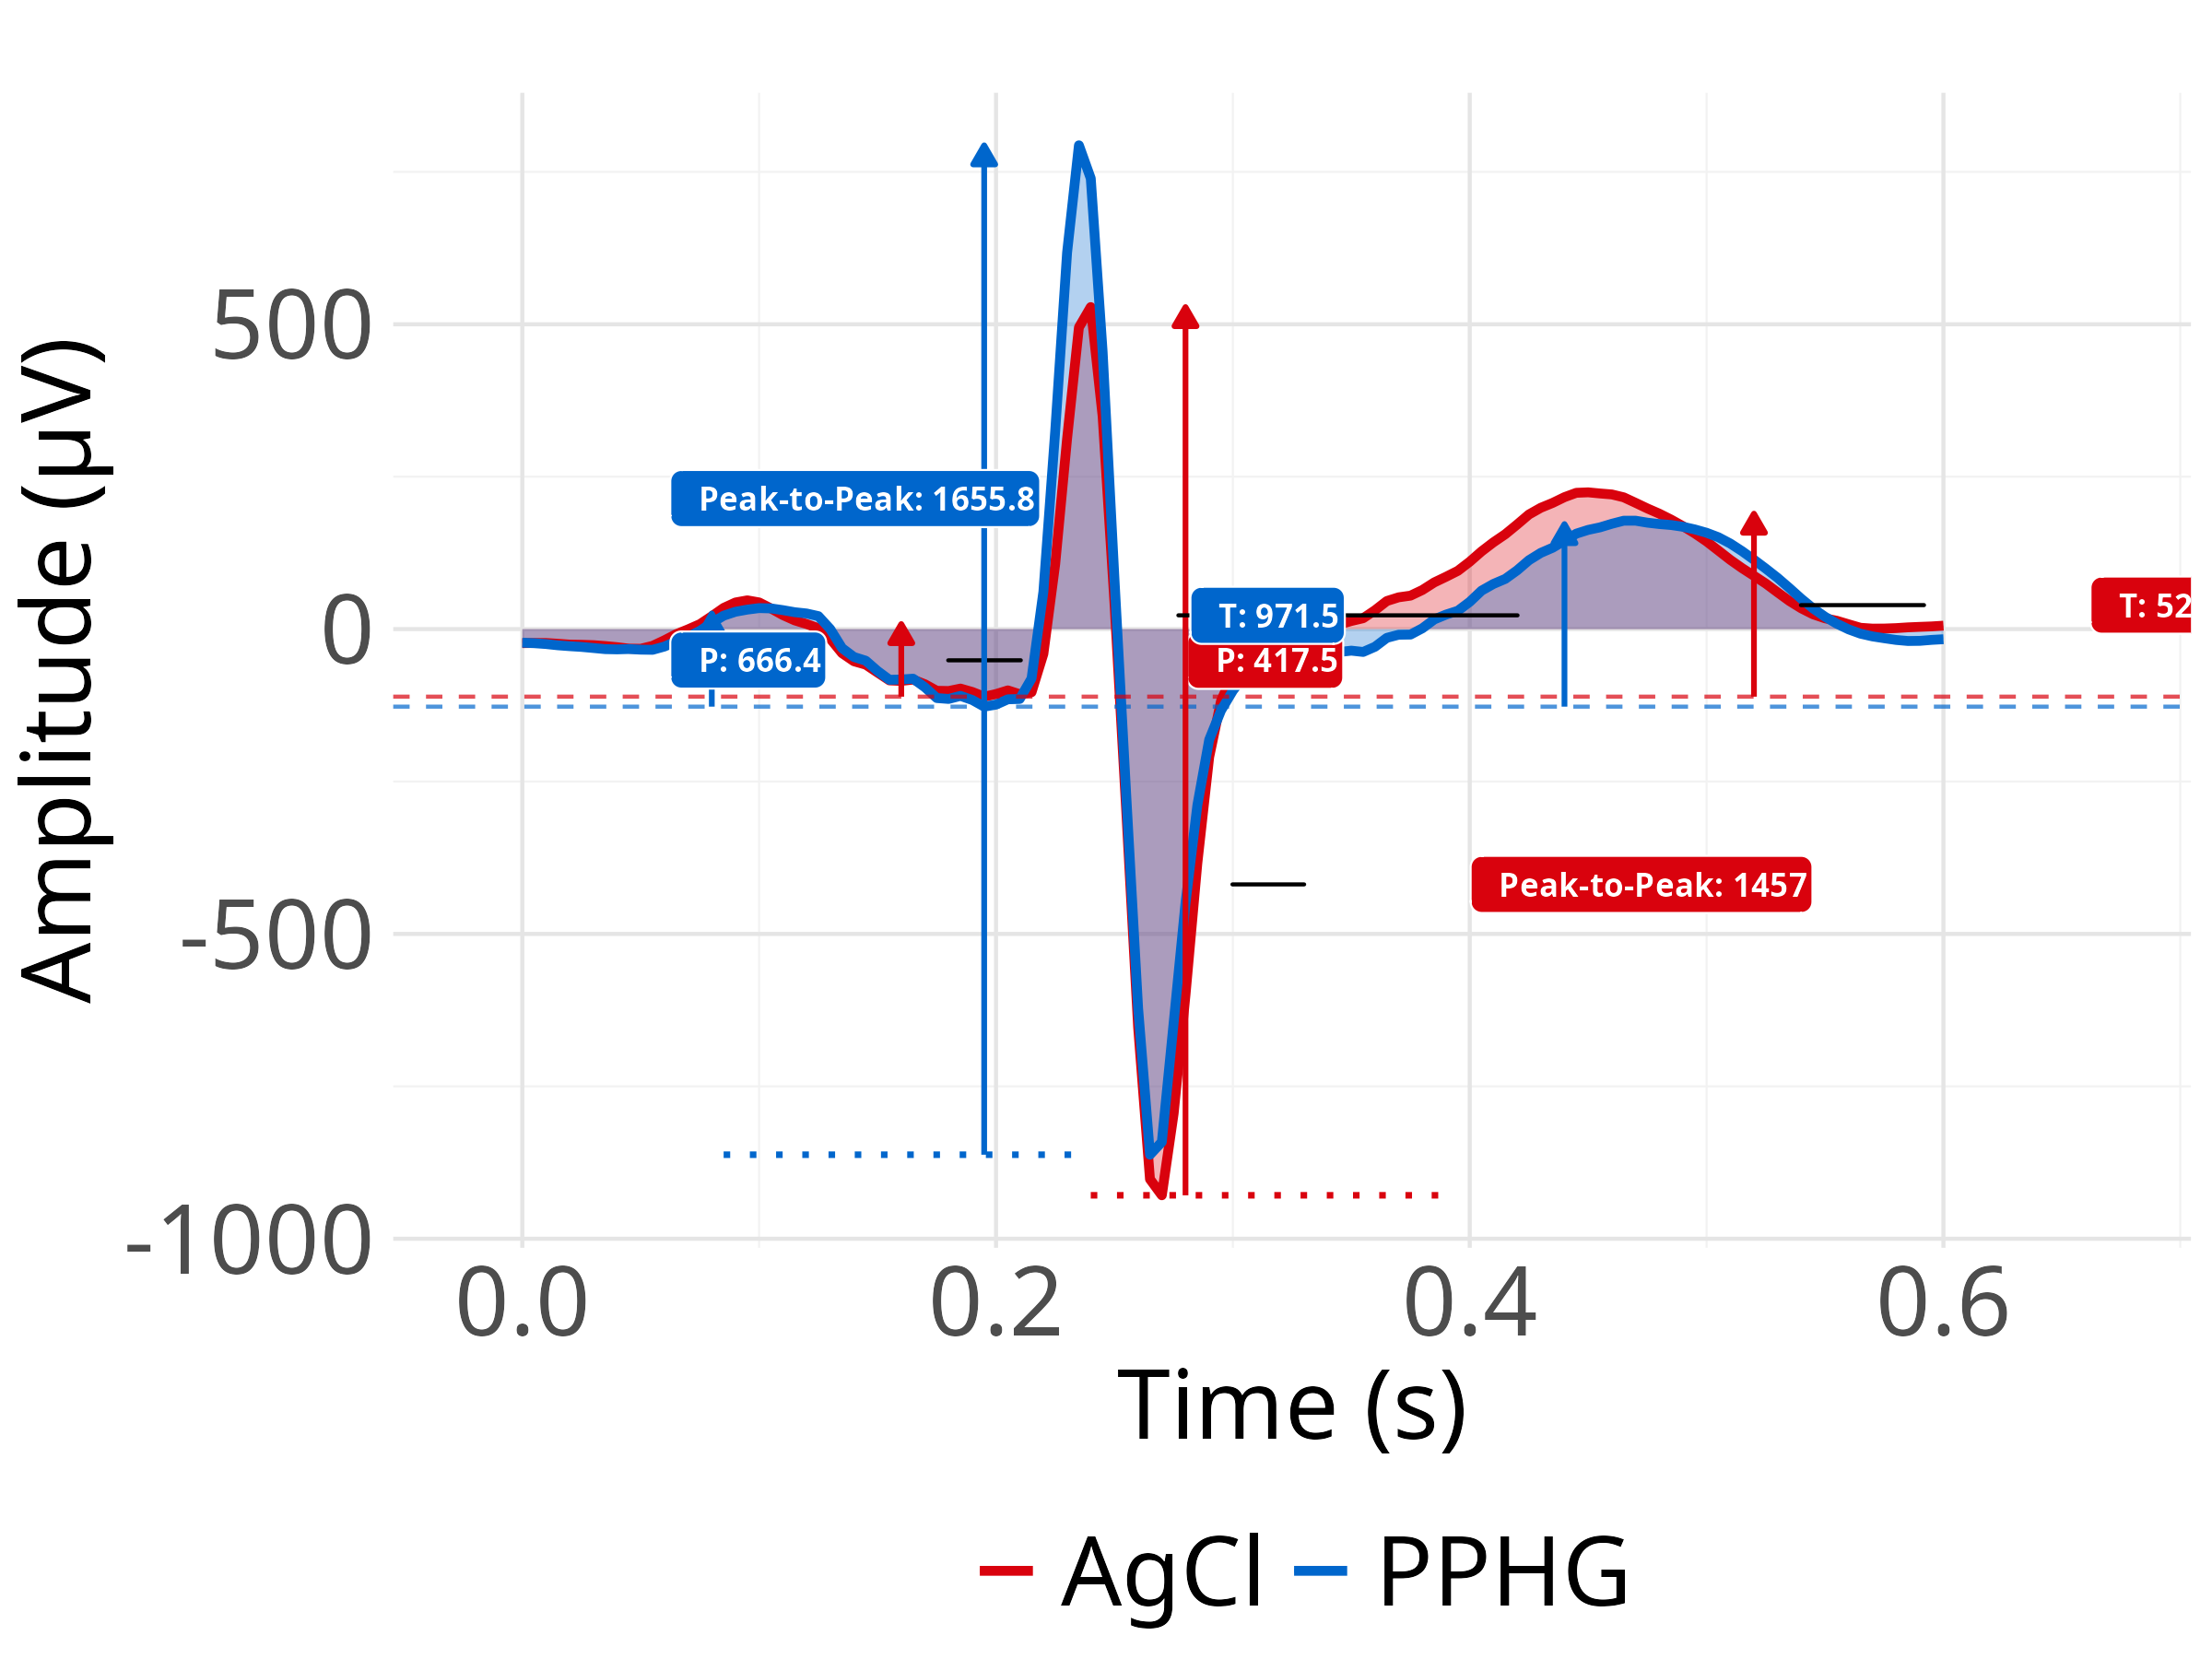 Amplitude (µV)
500
0
-500
-1000
Peak-to-Peak: 1655.8
P: 666.4
T: 971.5
P: 417.5
T: 52
Peak-to-Peak: 1457
0.0 0.2 0.4 0.6
Time (s)
AgCl PPHG